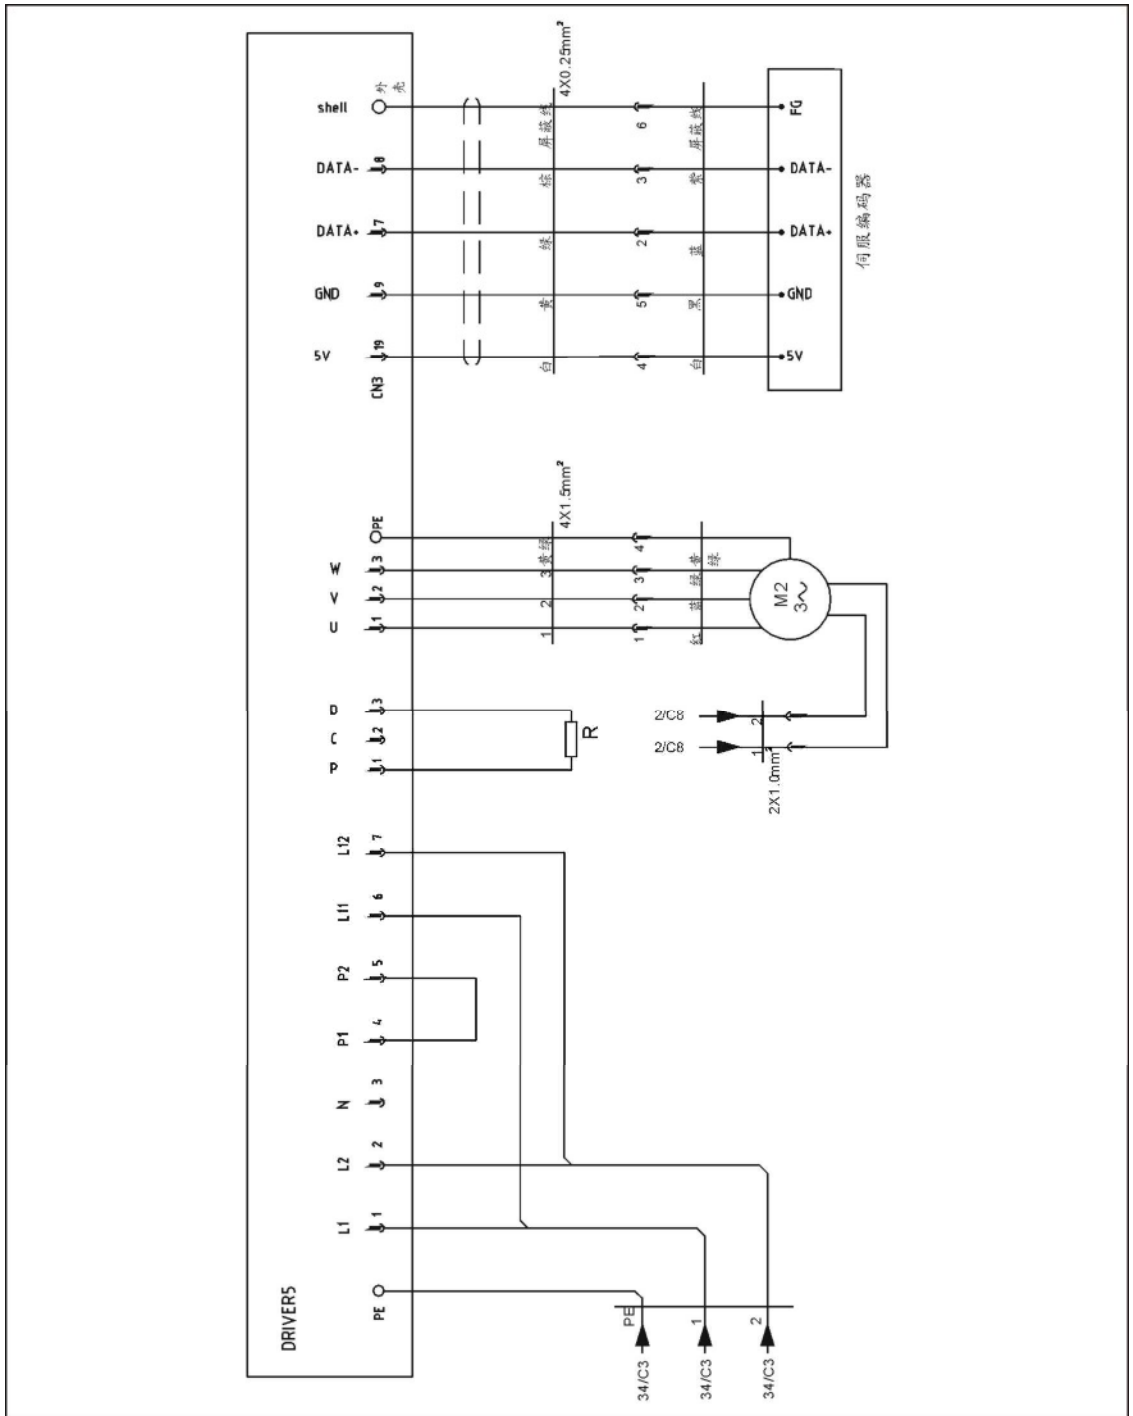 4X0.25mm²
外壳
shell
屏蔽线
6
屏蔽线
FG
DATA-
8
棕
3
紫
DATA-
DATA+
7
绿
2
蓝
DATA+
伺服编码器
GND
9
黄
5
黑
GND
5V
19
白
4
白
5V
CN3
4X1.5mm²
PE
黄绿
4
黄绿
W
3
3
3
绿
V
2
2
2
蓝
U
1
1
1
红
M2
3~
D
3
C
2
P
1
R
2/C8
2
2/C8
1
2X1.0mm²
L12
7
L11
6
P2
5
P1
4
N
3
L2
2
L1
1
PE
DRIVER5
PE
1
2
34/C3
34/C3
34/C3